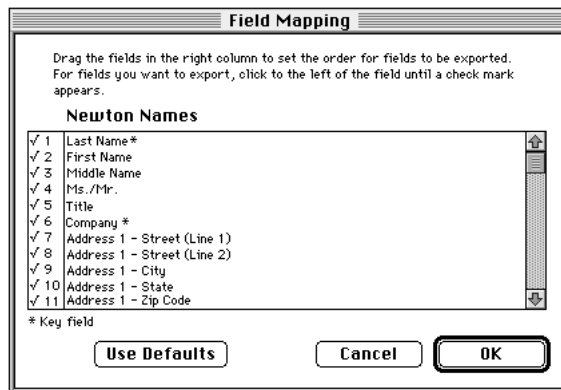 Field Mapping
Drag the fields in the right column to set the order for fields to be exported.
For fields you want to export, click to the left of the field until a check mark
appears.
Newton Names
√ 1 Last Name*
√ 2 First Name
√ 3 Middle Name
√ 4 Ms./Mr.
√ 5 Title
√ 6 Company *
√ 7 Address 1 - Street (Line 1)
√ 8 Address 1 - Street (Line 2)
√ 9 Address 1 - City
√ 10 Address 1 - State
√ 11 Address 1 - Zip Code
* Key field
Use Defaults Cancel OK